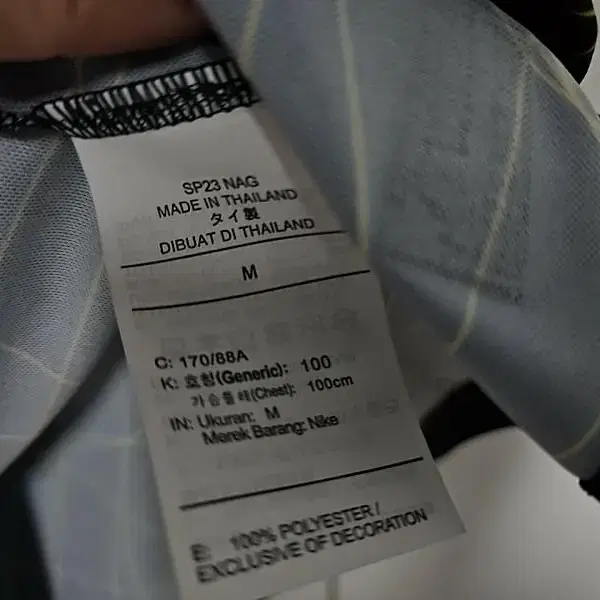 SP23 NAG
MADE IN THAILAND
タイ製
DIBUAT DI THAILAND
M
C: 170/88A
K: 호칭(Generic): 100
가슴둘레(Chest): 100cm
IN: Ukuran: M
Merek Barang: Nike
E: 100% POLYESTER/
EXCLUSIVE OF DECORATION